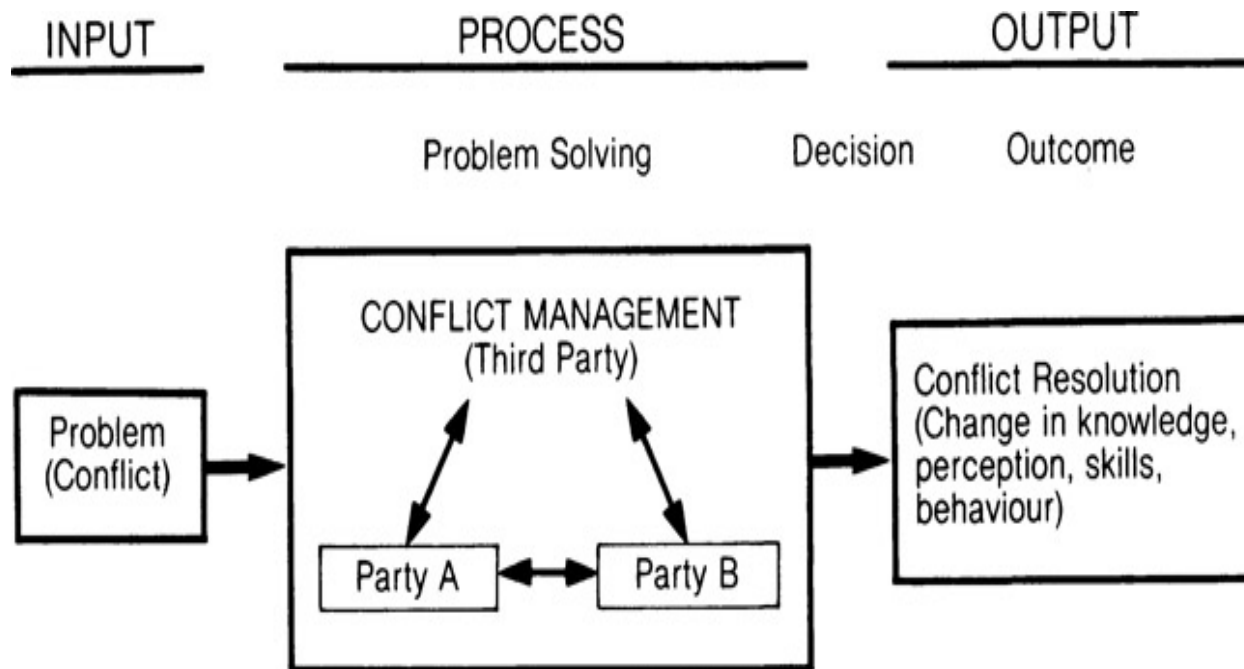 INPUT PROCESS OUTPUT
Problem Solving Decision Outcome
CONFLICT MANAGEMENT
(Third Party)
Problem
(Conflict)
Party A Party B
Conflict Resolution
(Change in knowledge,
perception, skills,
behaviour)